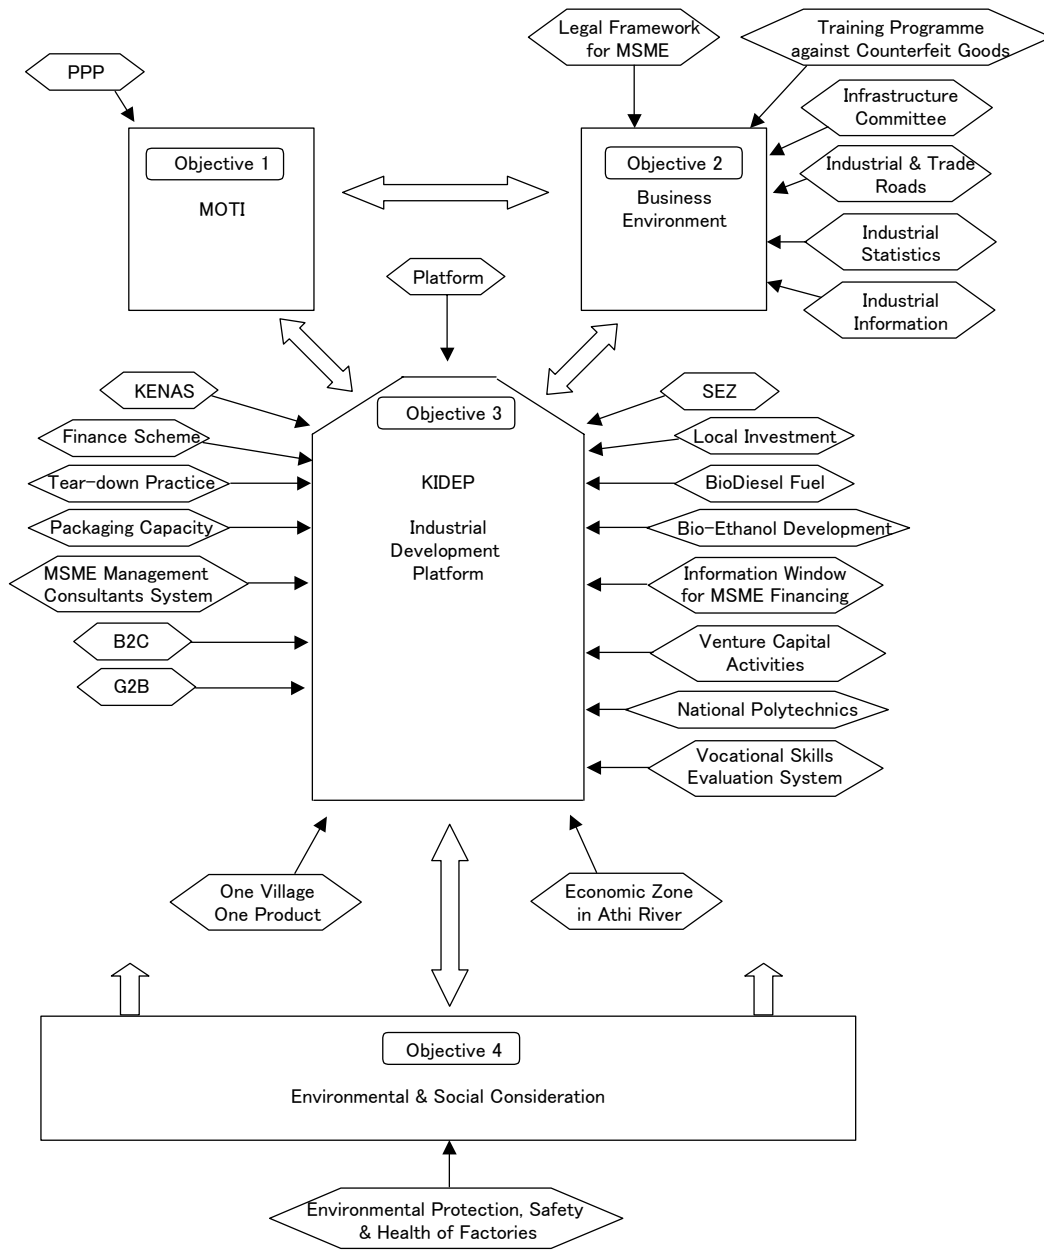 Legal Framework
for MSME
Training Programme
against Counterfeit Goods
PPP
Infrastructure
Committee
Objective 1
MOTI
Objective 2
Business
Environment
Industrial & Trade
Roads
Industrial
Statistics
Platform
Industrial
Information
KENAS
Finance Scheme
Tear-down Practice
Packaging Capacity
MSME Management
Consultants System
B2C
G2B
Objective 3
KIDEP
Industrial
Development
Platform
SEZ
Local Investment
BioDiesel Fuel
Bio-Ethanol Development
Information Window
for MSME Financing
Venture Capital
Activities
National Polytechnics
Vocational Skills
Evaluation System
One Village
One Product
Economic Zone
in Athi River
Objective 4
Environmental & Social Consideration
Environmental Protection, Safety
& Health of Factories